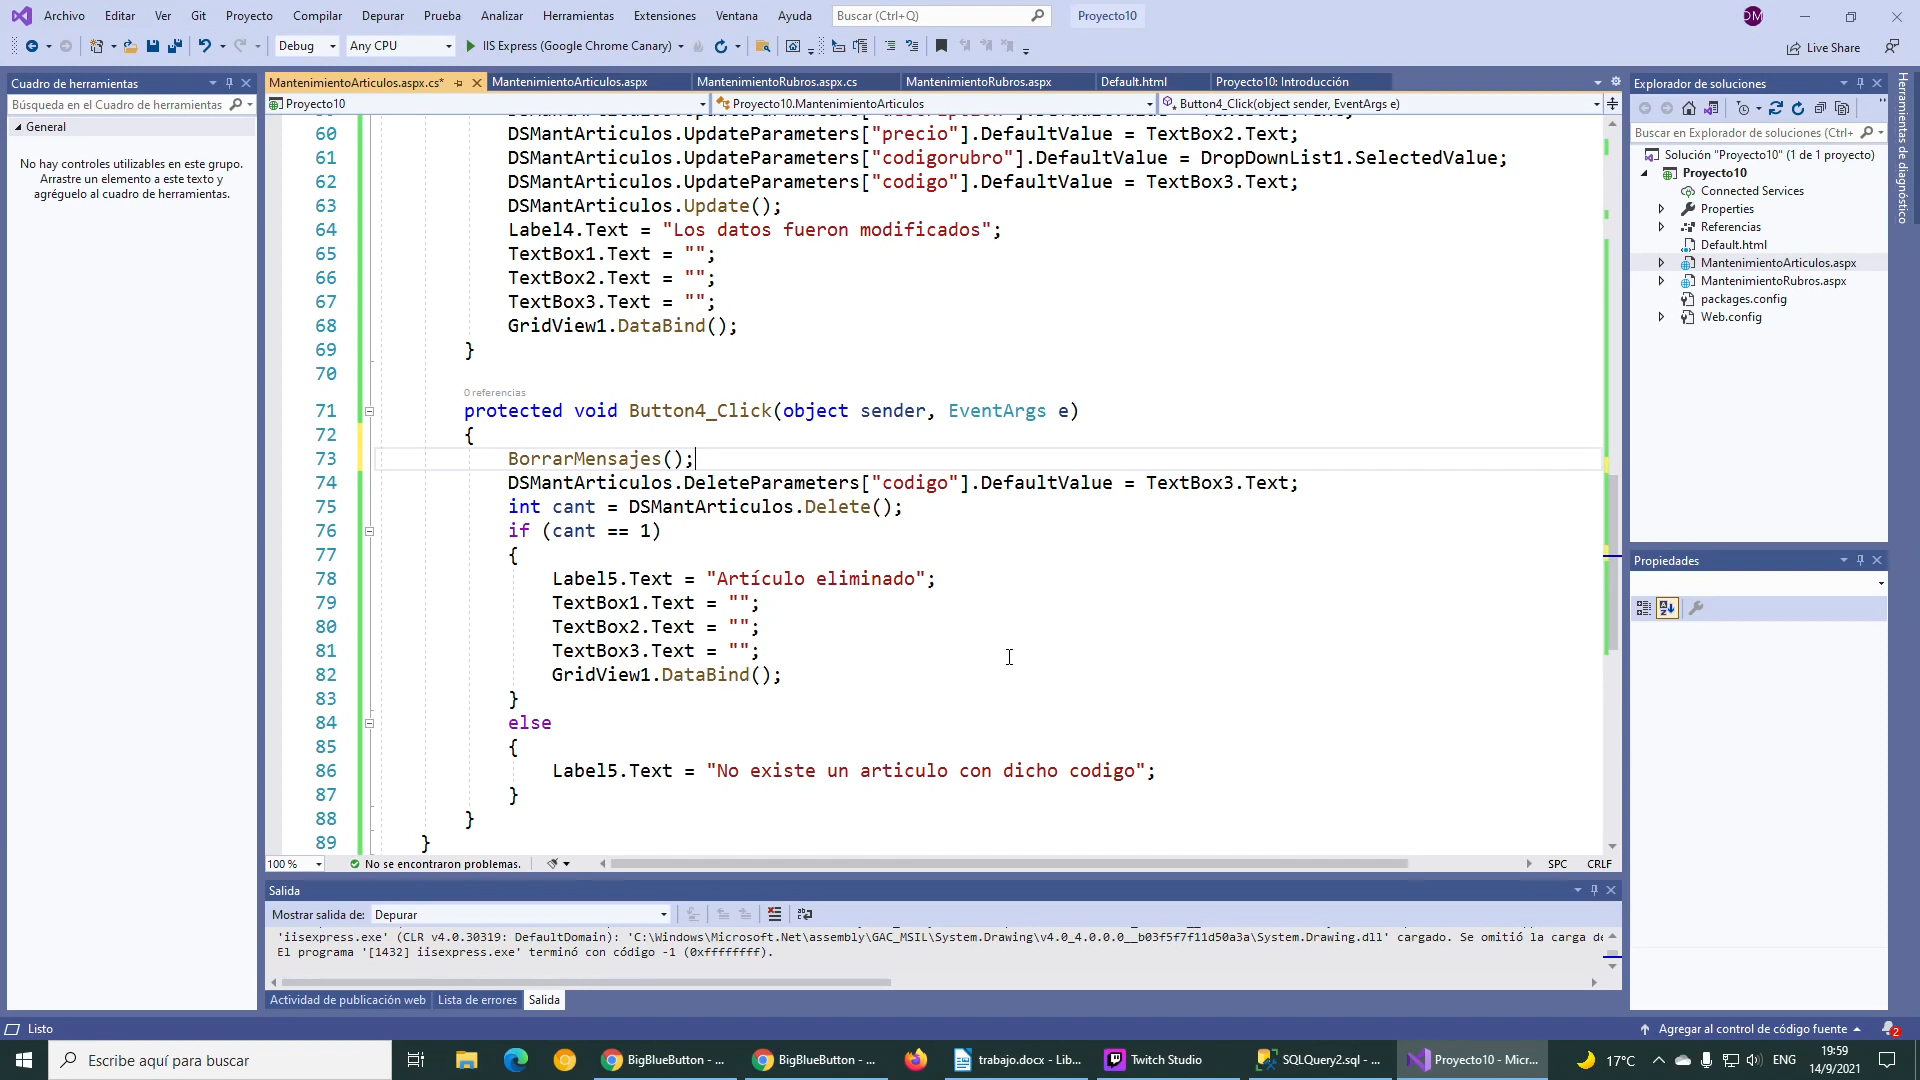 Archivo Editar Ver Git Proyecto Compilar Depurar Prueba Analizar Herramientas Extensiones Ventana Ayuda Buscar (Ctrl+Q) Proyecto10 DM
Debug Any CPU IIS Express (Google Chrome Canary) Live Share
Cuadro de herramientas
Búsqueda en el Cuadro de herramientas
General
No hay controles utilizables en este grupo.
Arrastre un elemento a este texto y
agréguelo al cuadro de herramientas.
MantenimientoArticulos.aspx.cs* MantenimientoArticulos.aspx MantenimientoRubros.aspx.cs MantenimientoRubros.aspx Default.html Proyecto10: Introducción
Proyecto10 Proyecto10.MantenimientoArticulos Button4_Click(object sender, EventArgs e)
60 DSMantArticulos.UpdateParameters["precio"].DefaultValue = TextBox2.Text;
61 DSMantArticulos.UpdateParameters["codigorubro"].DefaultValue = DropDownList1.SelectedValue;
62 DSMantArticulos.UpdateParameters["codigo"].DefaultValue = TextBox3.Text;
63 DSMantArticulos.Update();
64 Label4.Text = "Los datos fueron modificados";
65 TextBox1.Text = "";
66 TextBox2.Text = "";
67 TextBox3.Text = "";
68 GridView1.DataBind();
69 }
70
0 referencias
71 protected void Button4_Click(object sender, EventArgs e)
72 {
73 BorrarMensajes();
74 DSMantArticulos.DeleteParameters["codigo"].DefaultValue = TextBox3.Text;
75 int cant = DSMantArticulos.Delete();
76 if (cant == 1)
77 {
78 Label5.Text = "Artículo eliminado";
79 TextBox1.Text = "";
80 TextBox2.Text = "";
81 TextBox3.Text = "";
82 GridView1.DataBind();
83 }
84 else
85 {
86 Label5.Text = "No existe un articulo con dicho codigo";
87 }
88 }
89 }
100 % No se encontraron problemas. SPC CRLF
Salida
Mostrar salida de: Depurar
'iisexpress.exe' (CLR v4.0.30319: DefaultDomain): 'C:\Windows\Microsoft.Net\assembly\GAC_MSIL\System.Drawing\v4.0_4.0.0.0__b03f5f7f11d50a3a\System.Drawing.dll' cargado. Se omitió la carga de
El programa '[1432] iisexpress.exe' terminó con código -1 (0xffffffff).
Actividad de publicación web Lista de errores Salida
Explorador de soluciones
Buscar en Explorador de soluciones (Ctrl+
Solución "Proyecto10" (1 de 1 proyecto)
Proyecto10
Connected Services
Properties
Referencias
Default.html
MantenimientoArticulos.aspx
MantenimientoRubros.aspx
packages.config
Web.config
Propiedades
Herramientas de diagnóstico
Listo Agregar al control de código fuente 2
Escribe aquí para buscar BigBlueButton - ... BigBlueButton - ... trabajo.docx - Lib... Twitch Studio SQLQuery2.sql - ... Proyecto10 - Micr... 17°C ENG 19:59
14/9/2021